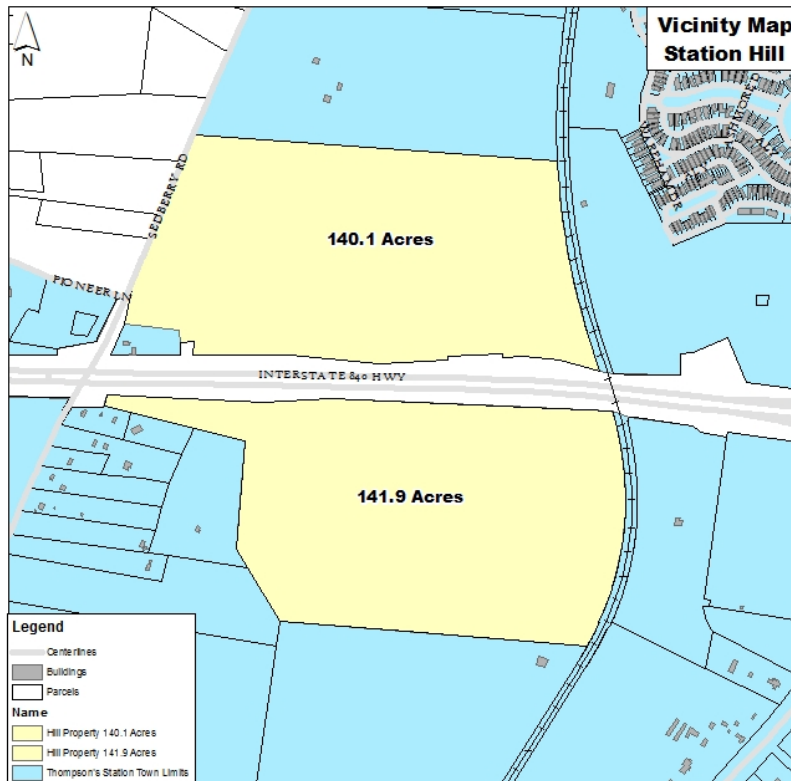 Vicinity Map
Station Hill
N
SEDBERRY RD
140.1 Acres
PIONEER LN
INTERSTATE 840 HWY
141.9 Acres
Legend
Centerlines
Buildings
Parcels
Name
Hill Property 140.1 Acres
Hill Property 141.9 Acres
Thompson's Station Town Limits